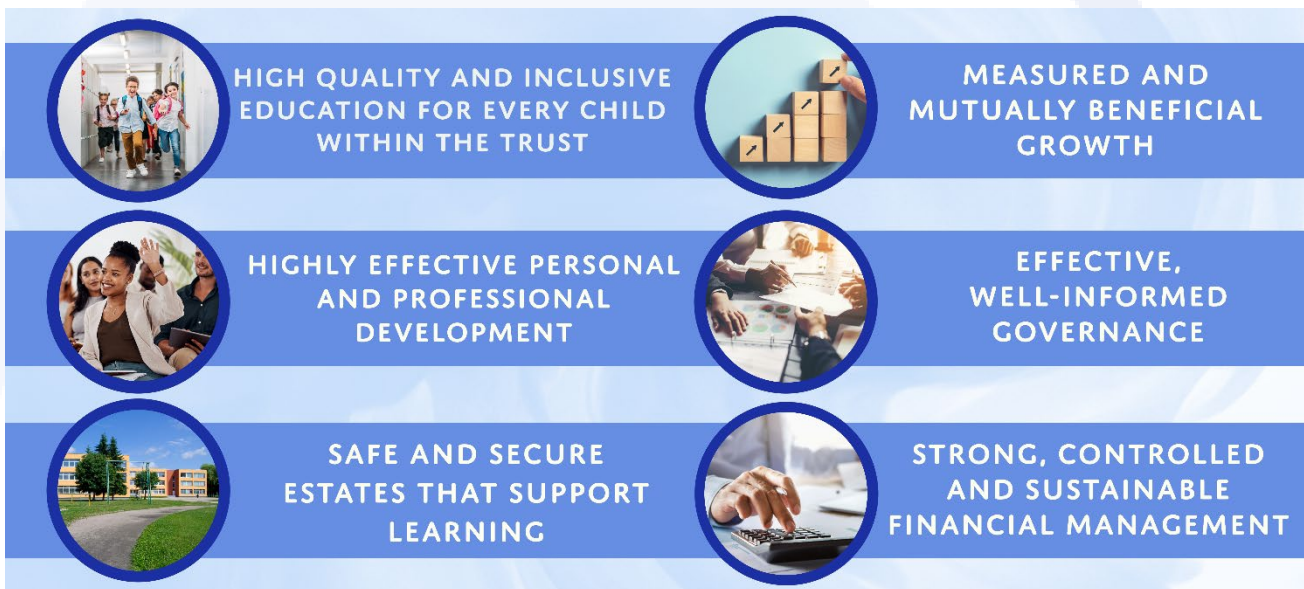 HIGH QUALITY AND INCLUSIVE
EDUCATION FOR EVERY CHILD
WITHIN THE TRUST
MEASURED AND
MUTUALLY BENEFICIAL
GROWTH
HIGHLY EFFECTIVE PERSONAL
AND PROFESSIONAL
DEVELOPMENT
EFFECTIVE,
WELL-INFORMED
GOVERNANCE
SAFE AND SECURE
ESTATES THAT SUPPORT
LEARNING
STRONG, CONTROLLED
AND SUSTAINABLE
FINANCIAL MANAGEMENT